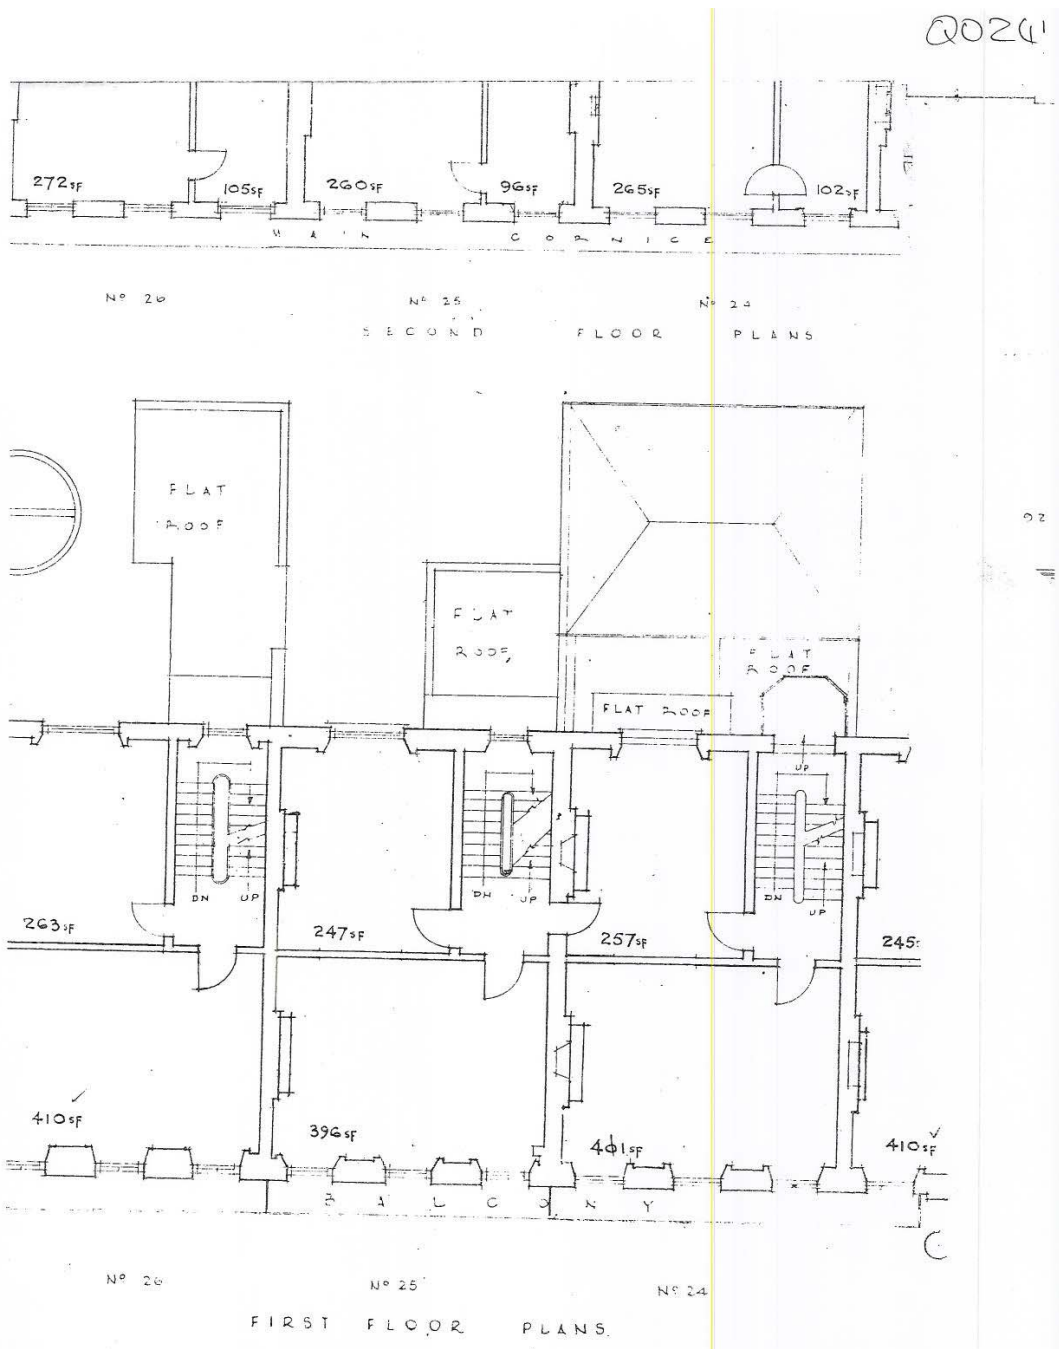 272SF
105SF
260SF
96SF
265SF
102SF
MAIN CORNICE
Nº 26
Nº 25
Nº 24
SECOND FLOOR PLANS
FLAT
ROOF
FLAT
ROOF
FLAT
ROOF
FLAT ROOF
UP
DN UP
DN UP
DN UP
263SF
247SF
257SF
245
410SF
396SF
401SF
410SF
BALCONY
C
Nº 26
Nº 25
Nº 24
FIRST FLOOR PLANS.